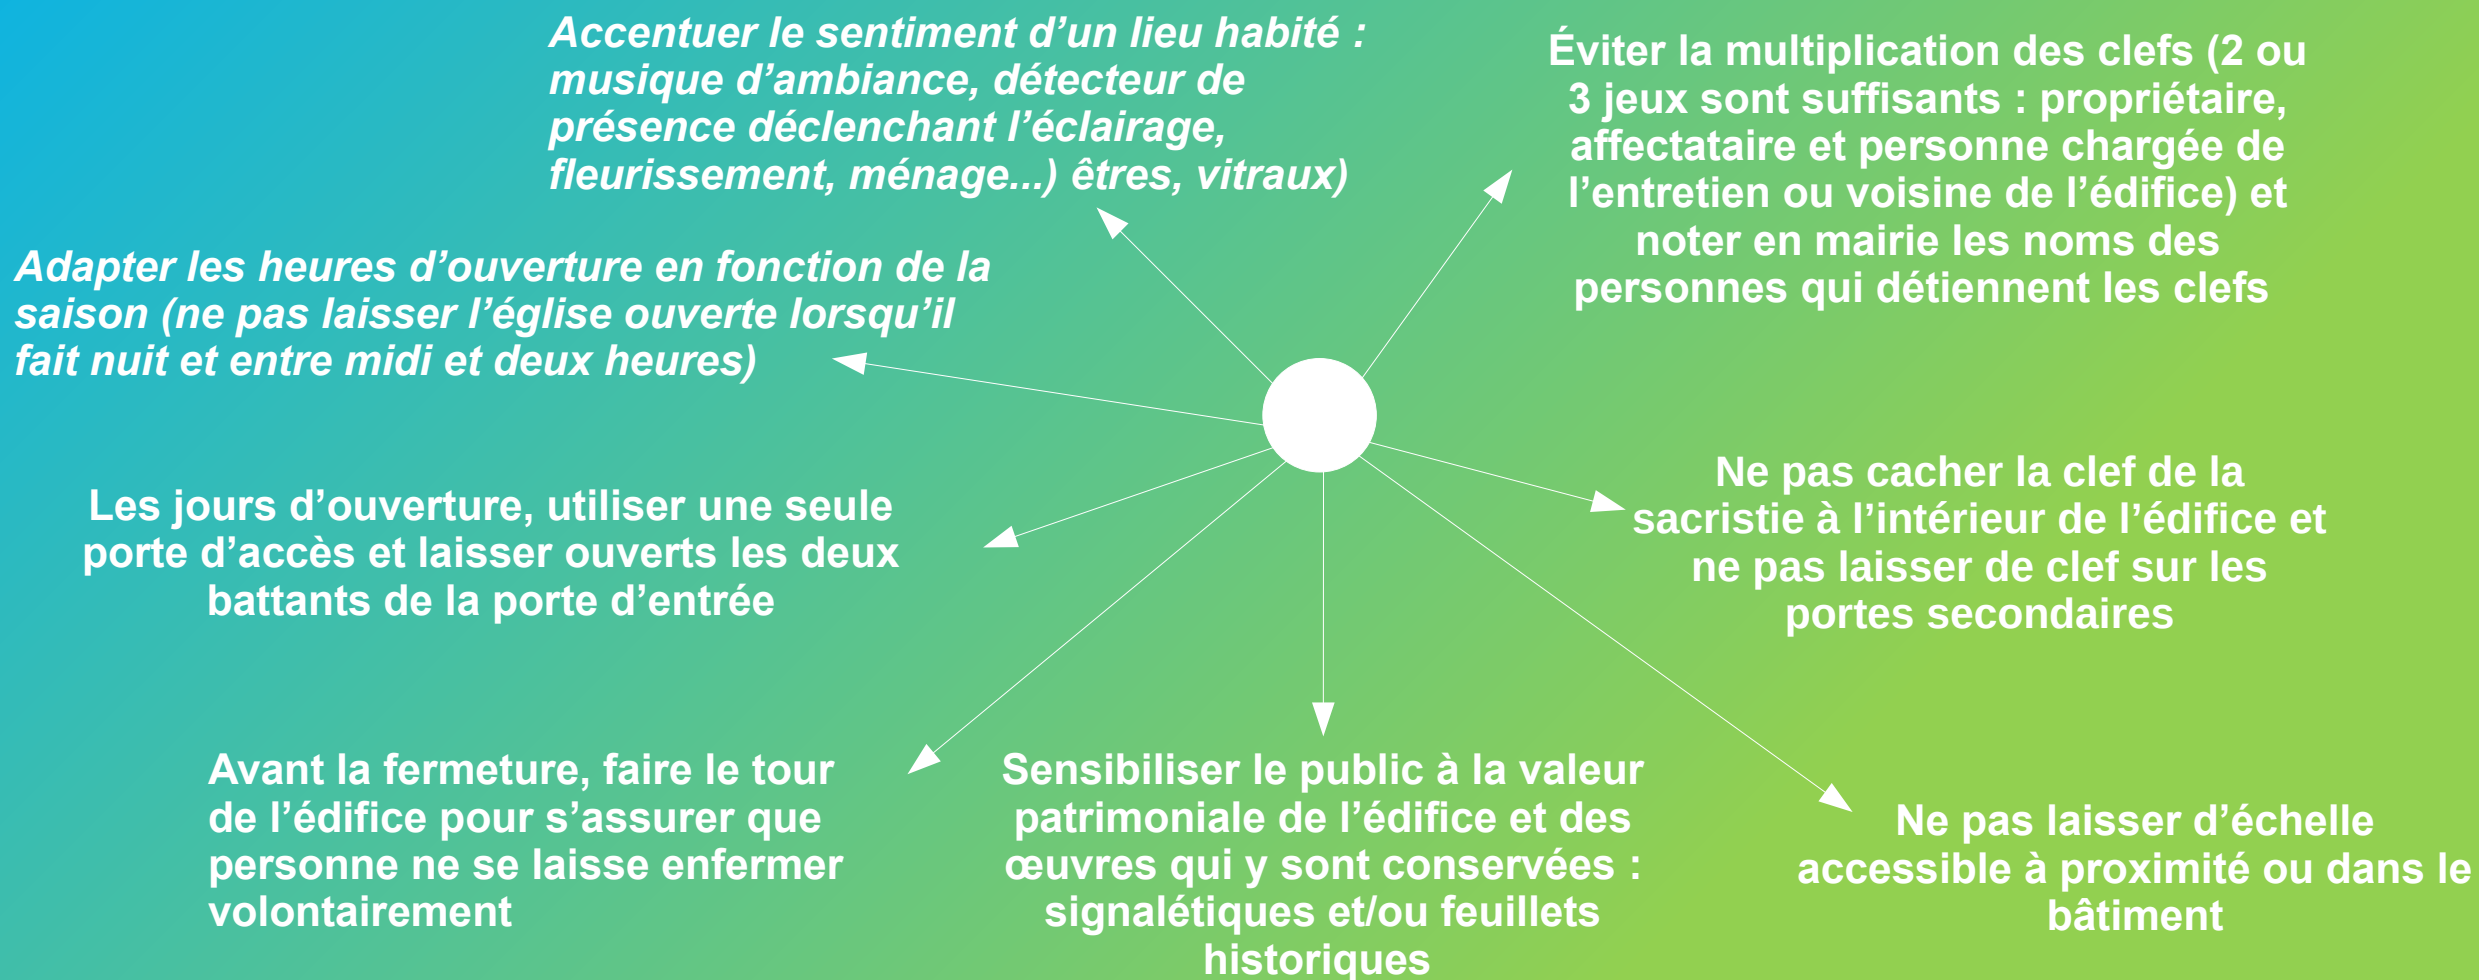 Accentuer le sentiment d’un lieu habité :
musique d’ambiance, détecteur de
présence déclenchant l’éclairage,
fleurissement, ménage...) êtres, vitraux)
Éviter la multiplication des clefs (2 ou
3 jeux sont suffisants : propriétaire,
affectataire et personne chargée de
l’entretien ou voisine de l’édifice) et
noter en mairie les noms des
personnes qui détiennent les clefs
Adapter les heures d’ouverture en fonction de la
saison (ne pas laisser l’église ouverte lorsqu’il
fait nuit et entre midi et deux heures)
Les jours d’ouverture, utiliser une seule
porte d’accès et laisser ouverts les deux
battants de la porte d’entrée
Ne pas cacher la clef de la
sacristie à l’intérieur de l’édifice et
ne pas laisser de clef sur les
portes secondaires
Avant la fermeture, faire le tour
de l’édifice pour s’assurer que
personne ne se laisse enfermer
volontairement
Sensibiliser le public à la valeur
patrimoniale de l’édifice et des
œuvres qui y sont conservées :
signalétiques et/ou feuillets
historiques
Ne pas laisser d’échelle
accessible à proximité ou dans le
bâtiment